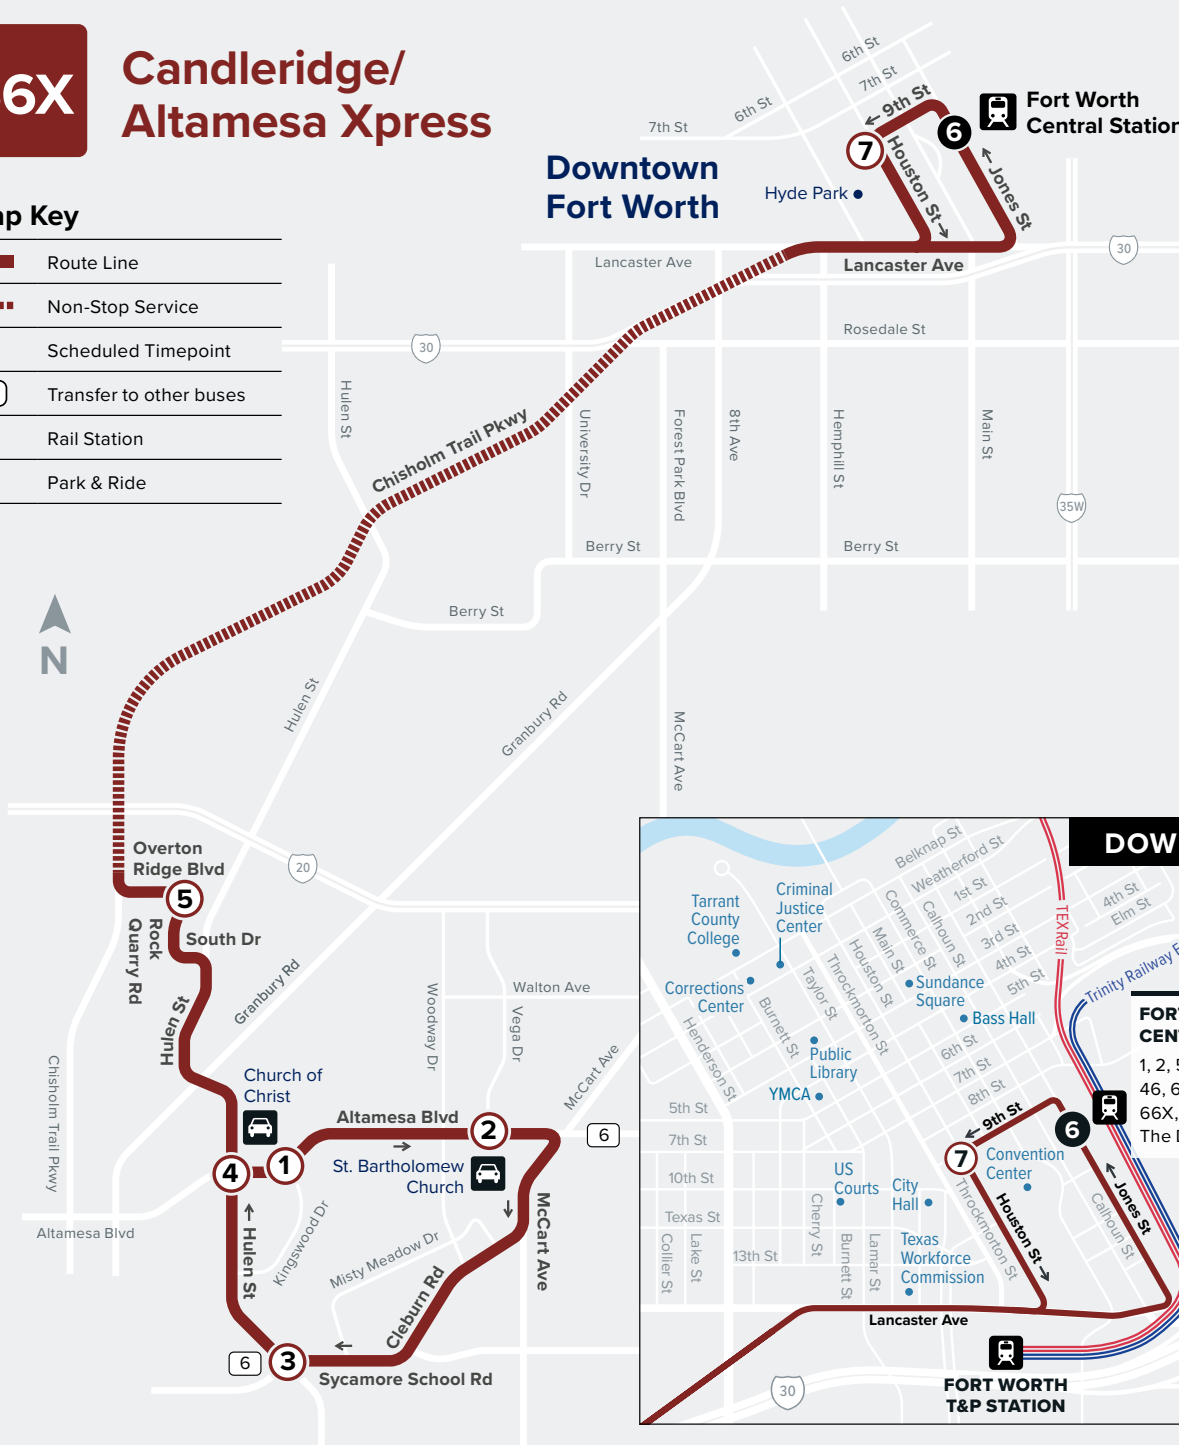 6X
Candleridge/
Altamesa Xpress
Key
Route Line
Non-Stop Service
Scheduled Timepoint
Transfer to other buses
Rail Station
Park & Ride
N
Downtown
Fort Worth
6th St
7th St
6th St
7th St
9th St
6
7
Fort Worth
Central Station
Houston St
Jones St
Hyde Park
Lancaster Ave
Lancaster Ave
30
Rosedale St
30
Hulen St
Chisholm Trail Pkwy
University Dr
Forest Park Blvd
8th Ave
Hemphill St
Main St
35W
Berry St
Berry St
Berry St
Hulen St
Granbury Rd
McCart Ave
Overton
Ridge Blvd
20
5
Rock
Quarry Rd
South Dr
Granbury Rd
Hulen St
Walton Ave
Woodway Dr
Vega Dr
McCart Ave
Chisholm Trail Pkwy
Church of
Christ
Altamesa Blvd
2
6
1
4
St. Bartholomew
Church
McCart Ave
Altamesa Blvd
Hulen St
Kingswood Dr
Misty Meadow Dr
Cleburn Rd
6
3
Sycamore School Rd
DOW
Belknap St
Weatherford St
1st St
2nd St
3rd St
4th St
5th St
4th St
Elm St
Commerce St
Calhoun St
Main St
Houston St
Throckmorton St
Taylor St
Burnett St
Henderson St
TEXRail
Trinity Railway
Tarrant
County
College
Criminal
Justice
Center
Corrections
Center
Sundance
Square
Bass Hall
Public
Library
YMCA
6th St
7th St
8th St
9th St
6
7
Convention
Center
1, 2,
46,
66X,
The
5th St
7th St
10th St
Texas St
13th St
Collier St
Lake St
Cherry St
Burnett St
Lamar St
US
Courts
City
Hall
Texas
Workforce
Commission
Throckmorton St
Houston St
Calhoun St
Jones St
Lancaster Ave
30
FORT WORTH
T&P STATION